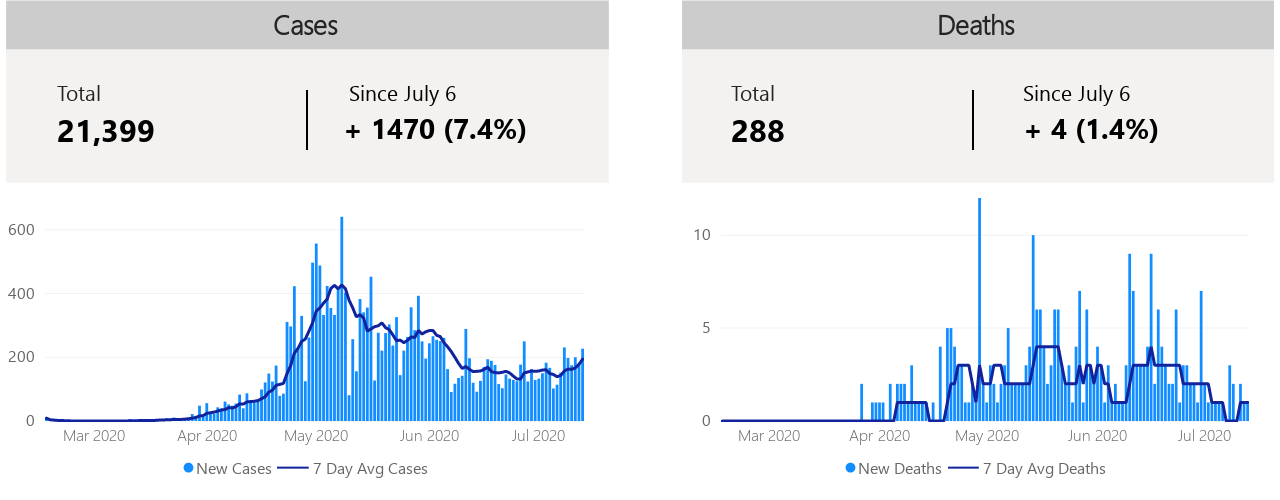 Cases
Total
Since July 6
21,399
+ 1470 (7.4%)
600
400
200
0
Mar 2020
Apr 2020
May 2020
Jun 2020
Jul 2020
New Cases
7 Day Avg Cases
Deaths
Total
Since July 6
288
+ 4 (1.4%)
10
5
0
Mar 2020
Apr 2020
May 2020
Jun 2020
Jul 2020
New Deaths
7 Day Avg Deaths